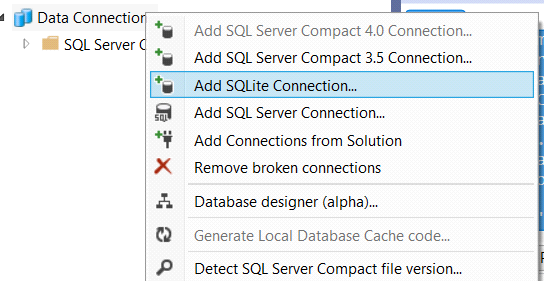 Data Connection
SQL Server C
Add SQL Server Compact 4.0 Connection...
Add SQL Server Compact 3.5 Connection...
Add SQLite Connection...
Add SQL Server Connection...
SQL
Add Connections from Solution
Remove broken connections
Database designer (alpha)...
Generate Local Database Cache code...
Detect SQL Server Compact file version...